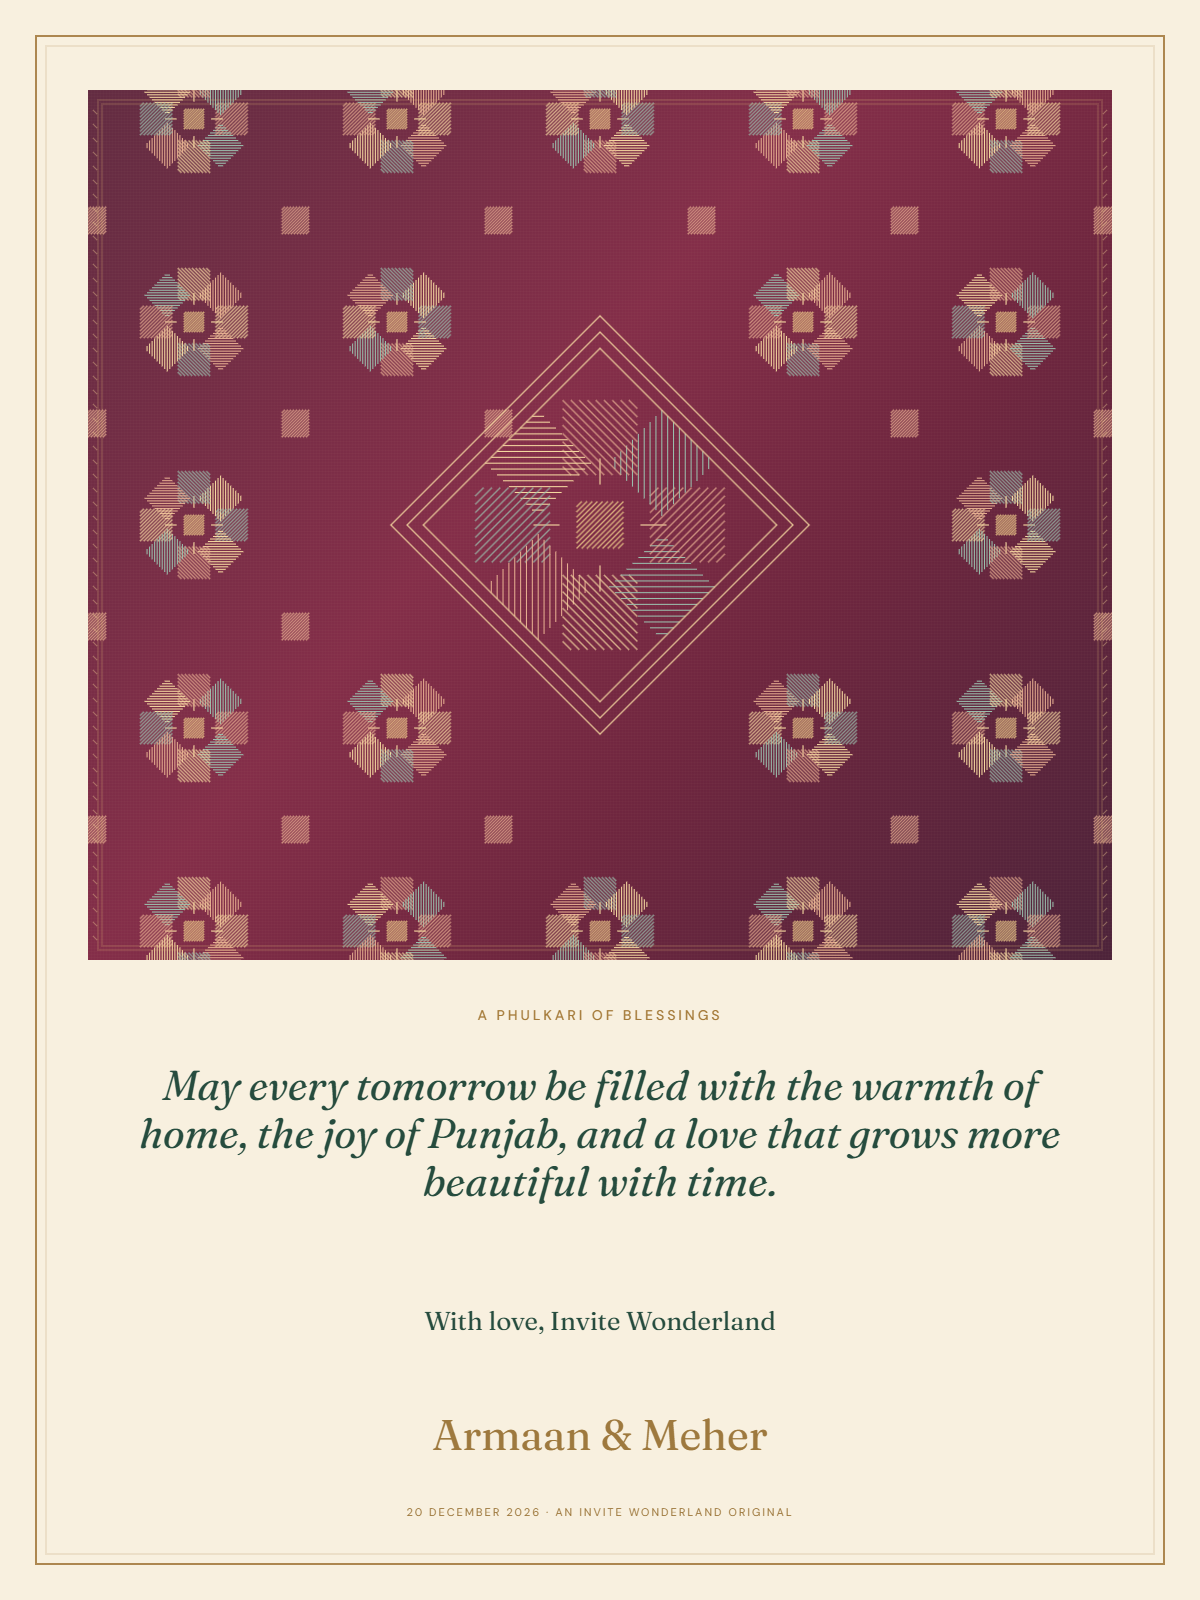 A PHULKARI OF BLESSINGS
May every tomorrow be filled with the warmth of
home, the joy of Punjab, and a love that grows more
beautiful with time.
With love, Invite Wonderland
Armaan & Meher
20 DECEMBER 2026 · AN INVITE WONDERLAND ORIGINAL